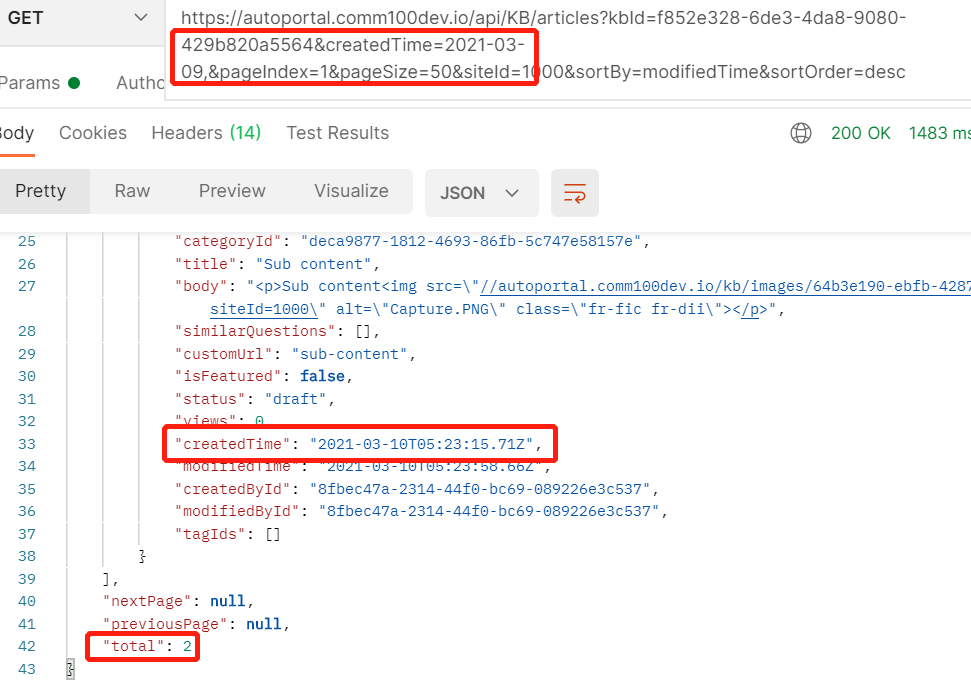 GET
https://autoportal.comm100dev.io/api/KB/articles?kbId=f852e328-6de3-4da8-9080-
429b820a5564&createdTime=2021-03-
09,&pageIndex=1&pageSize=50&siteId=1000&sortBy=modifiedTime&sortOrder=desc
Params
Autho
Body Cookies Headers (14) Test Results 200 OK 1483 ms
Pretty Raw Preview Visualize JSON
25 "categoryId": "deca9877-1812-4693-86fb-5c747e58157e",
26 "title": "Sub content",
27 "body": "<p>Sub content<img src=\"//autoportal.comm100dev.io/kb/images/64b3e190-ebfb-4287
siteId=1000\" alt=\"Capture.PNG\" class=\"fr-fic fr-dii\"></p>",
28 "similarQuestions": [],
29 "customUrl": "sub-content",
30 "isFeatured": false,
31 "status": "draft",
32 "views": 0,
33 "createdTime": "2021-03-10T05:23:15.71Z",
34 "modifiedTime": "2021-03-10T05:23:58.66Z",
35 "createdById": "8fbec47a-2314-44f0-bc69-089226e3c537",
36 "modifiedById": "8fbec47a-2314-44f0-bc69-089226e3c537",
37 "tagIds": []
38 }
39 ],
40 "nextPage": null,
41 "previousPage": null,
42 "total": 2
43 }